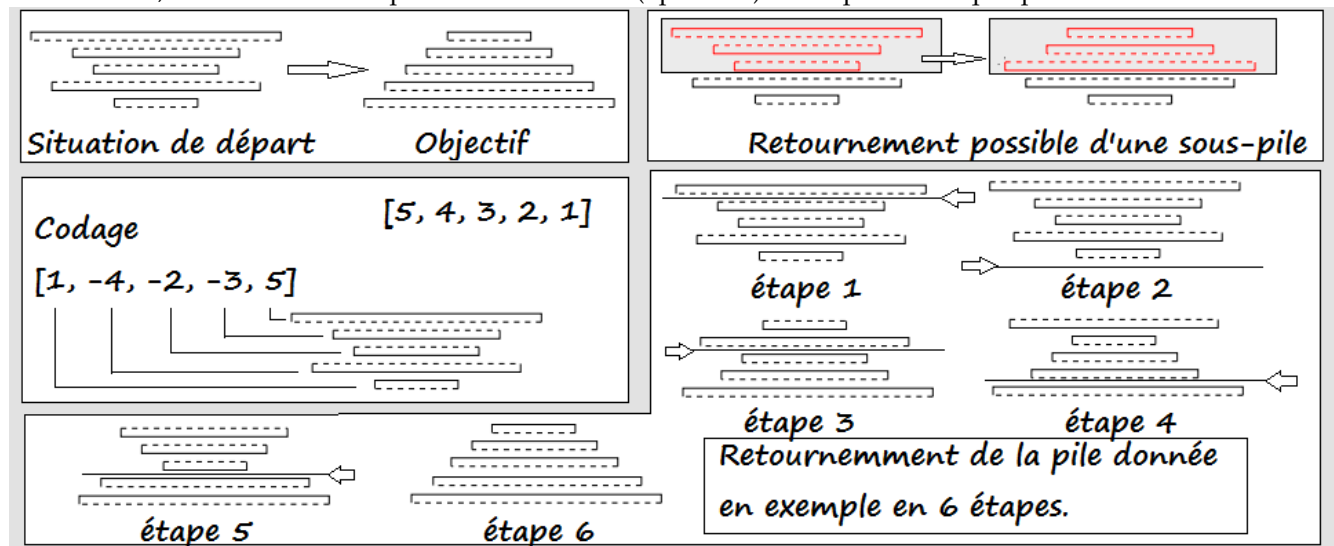 Situation de départ
Objectif
Retournement possible d'une sous-pile
Codage
[5, 4, 3, 2, 1]
[1, -4, -2, -3, 5]
étape 1
étape 2
étape 3
étape 4
Retournemment de la pile donnée
en exemple en 6 étapes.
étape 5
étape 6